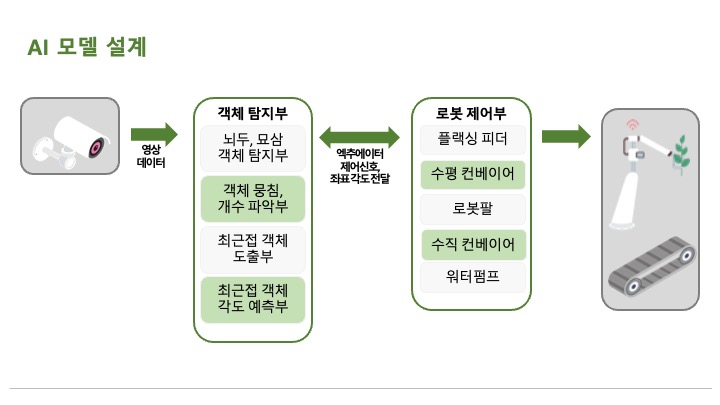 AI 모델 설계
영상
데이터
객체 탐지부
뇌두, 묘삼
객체 탐지부
객체 뭉침,
개수 파악부
최근접 객체
도출부
최근접 객체
각도 예측부
엑추에이터
제어신호,
좌표각도전달
로봇 제어부
플랙싱 피더
수평 컨베이어
로봇팔
수직 컨베이어
워터펌프